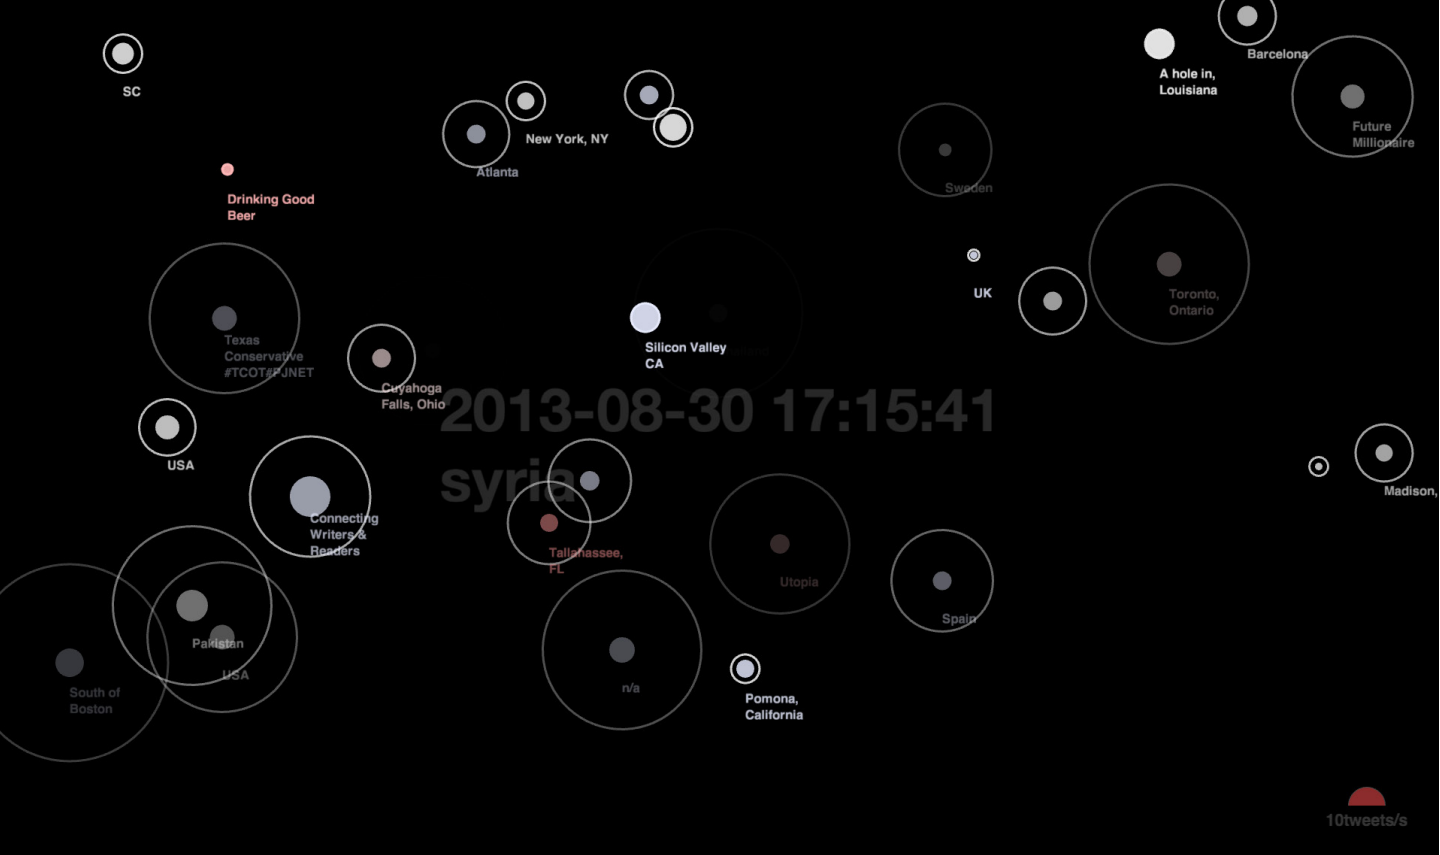 SC
A hole in,
Louisiana
Barcelona
Future
Millionaire
New York, NY
Atlanta
Sweden
Drinking Good
Beer
UK
Toronto,
Ontario
Texas
Conservative
#TCOT#PJNET
Silicon Valley
CA
Cuyahoga
Falls, Ohio
2013-08-30 17:15:41
syria
USA
Madison,
Connecting
Writers &
Readers
Tallahassee,
FL
Utopia
Spain
Pakistan
USA
South of
Boston
n/a
Pomona,
California
10tweets/s